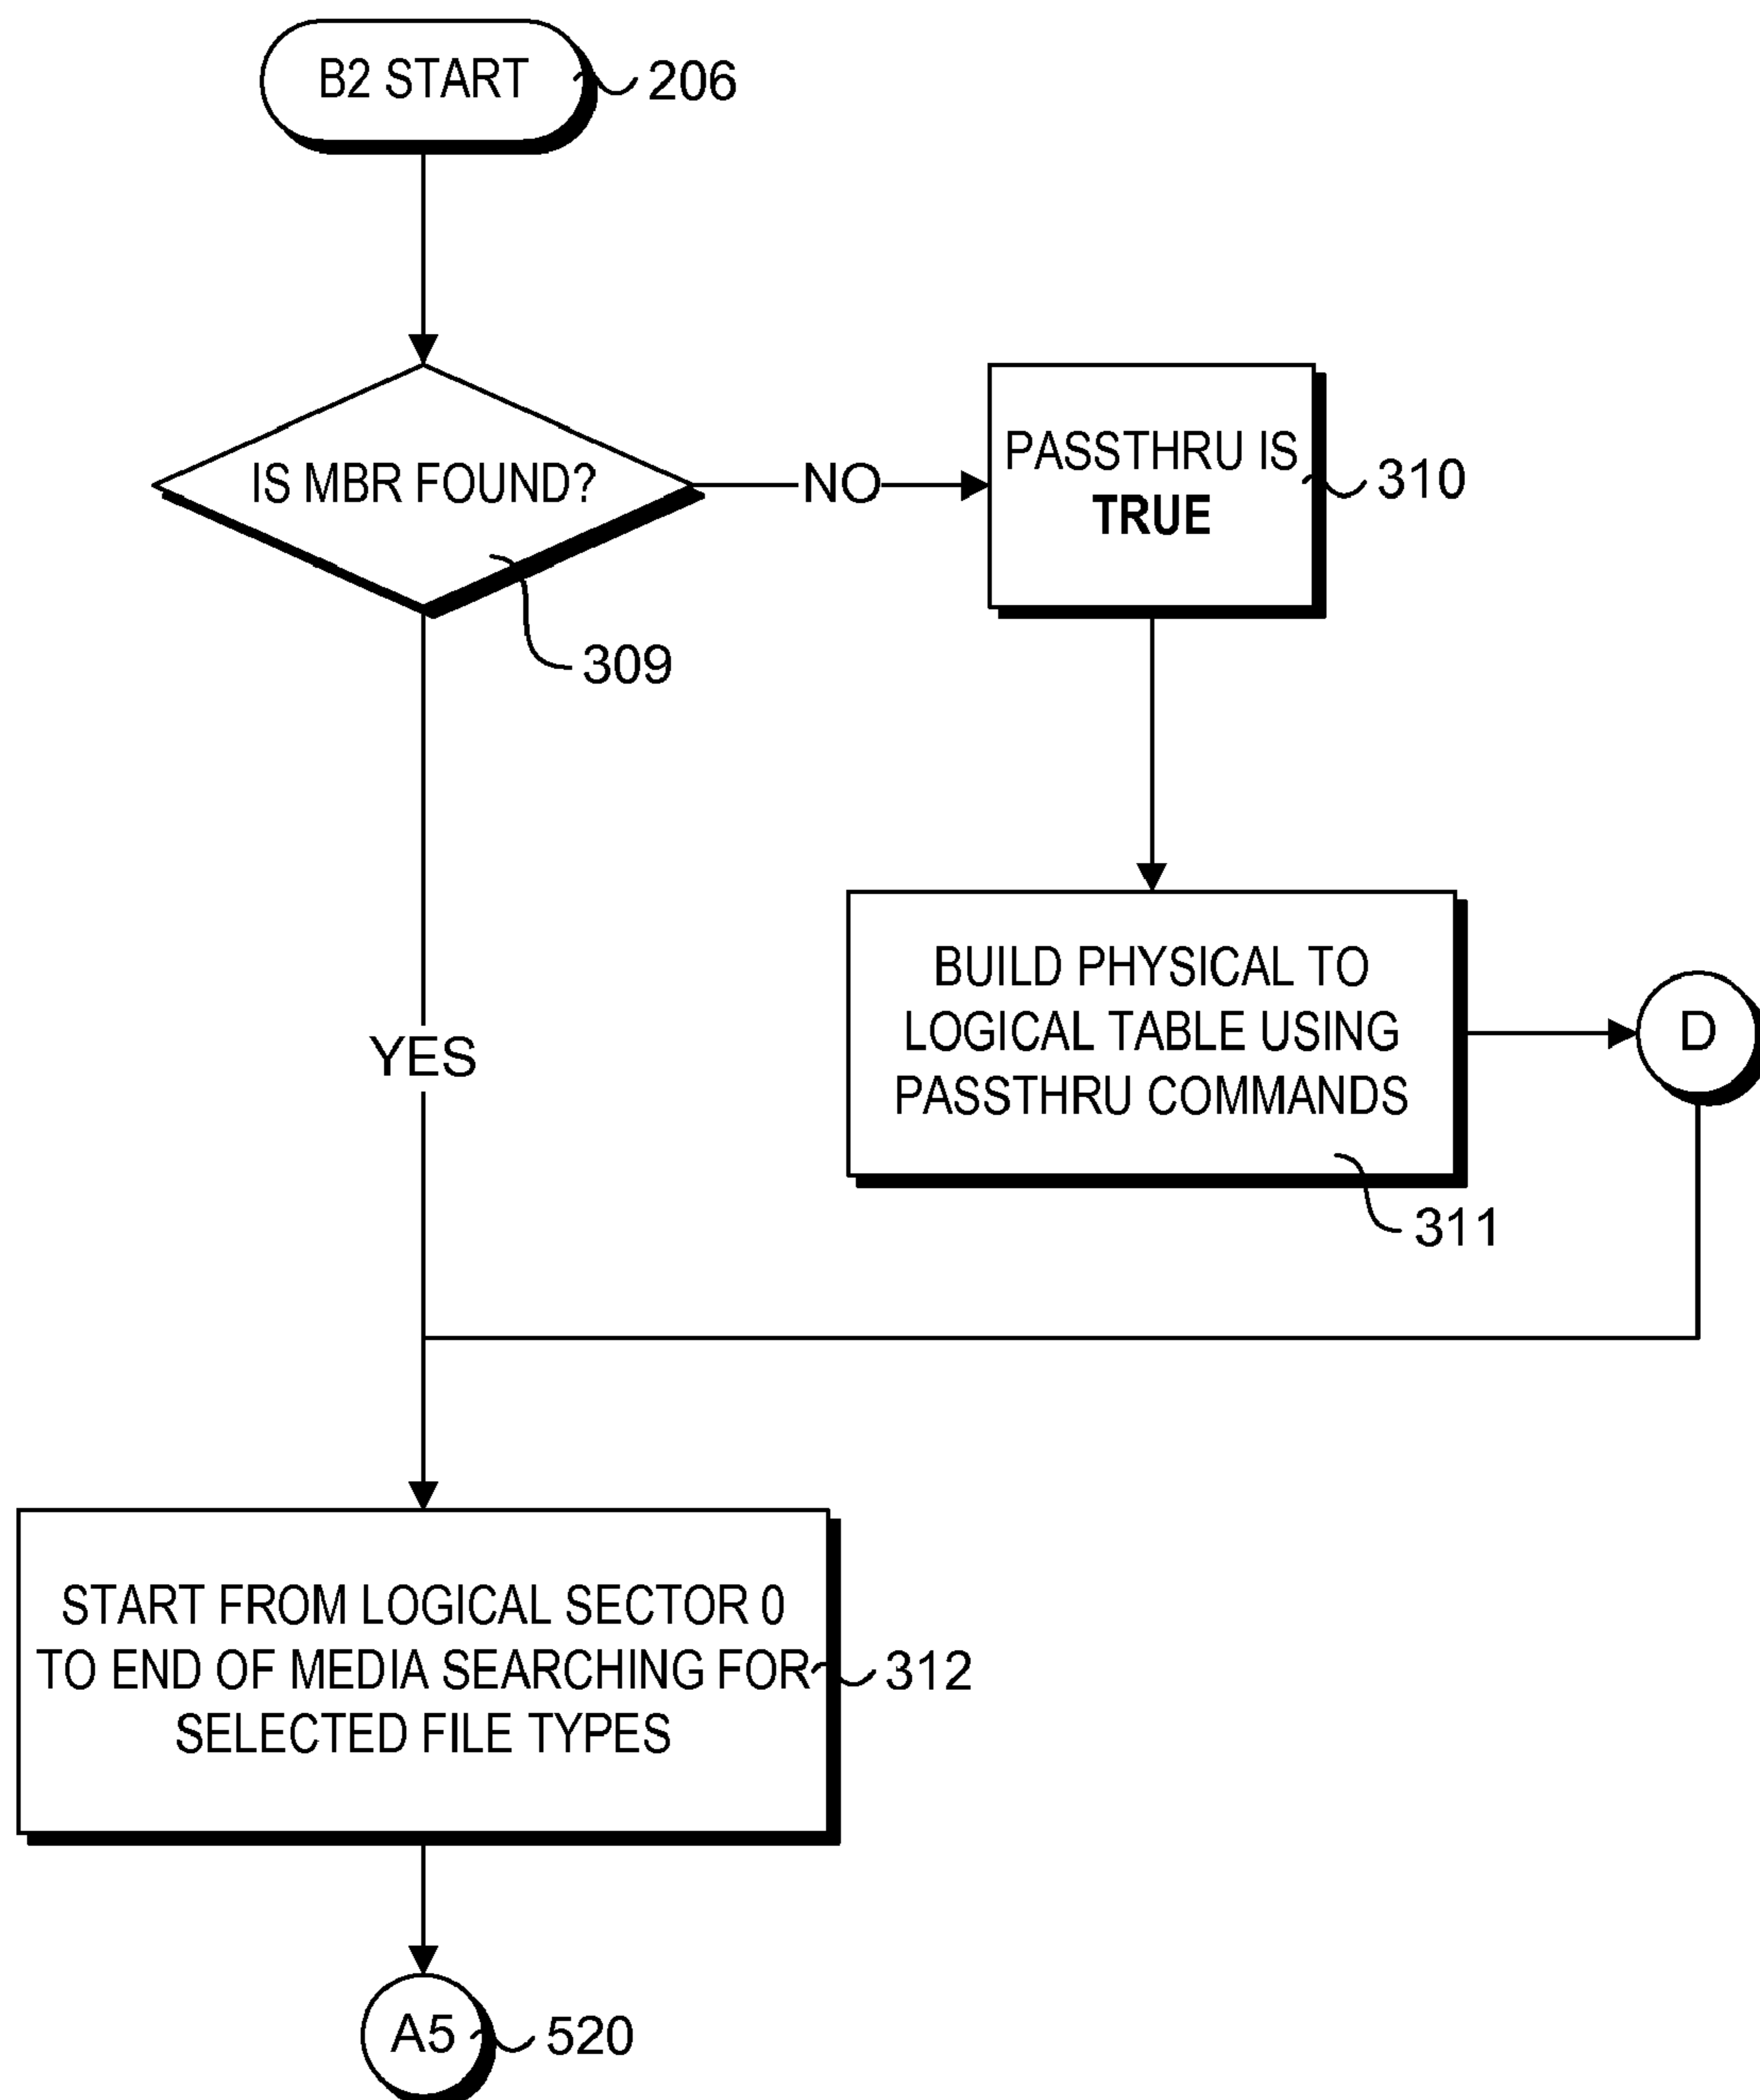 B2 START
206
IS MBR FOUND?
309
NO
PASSTHRU IS
TRUE
310
BUILD PHYSICAL TO
LOGICAL TABLE USING
PASSTHRU COMMANDS
311
D
YES
START FROM LOGICAL SECTOR 0
TO END OF MEDIA SEARCHING FOR
SELECTED FILE TYPES
312
A5
520